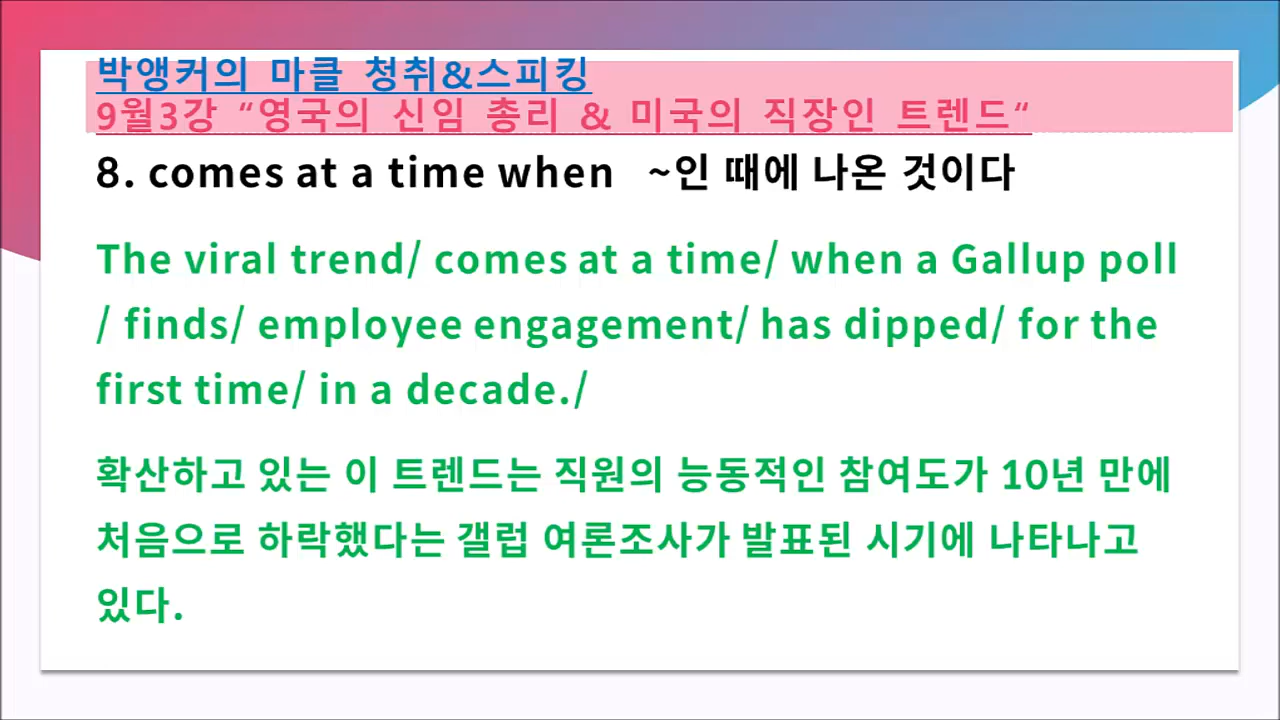 박앵커의 마클 청취&스피킹
9월3강 “영국의 신임 총리 & 미국의 직장인 트렌드“
8. comes at a time when ~인 때에 나온 것이다
The viral trend/ comes at a time/ when a Gallup poll
/ finds/ employee engagement/ has dipped/ for the
first time/ in a decade./
확산하고 있는 이 트렌드는 직원의 능동적인 참여도가 10년 만에
처음으로 하락했다는 갤럽 여론조사가 발표된 시기에 나타나고
있다.